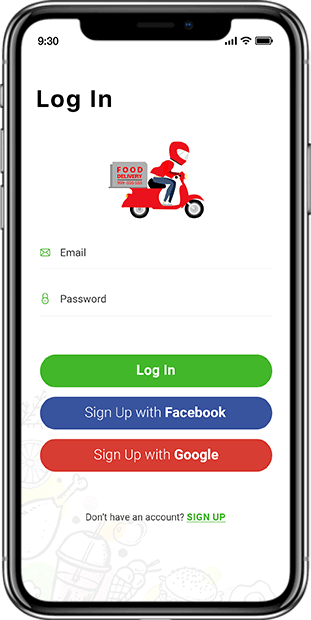 9:30
Log In
FOOD
DELIVERY
Email
Password
Log In
Sign Up with Facebook
Sign Up with Google
Don't have an account? SIGN UP